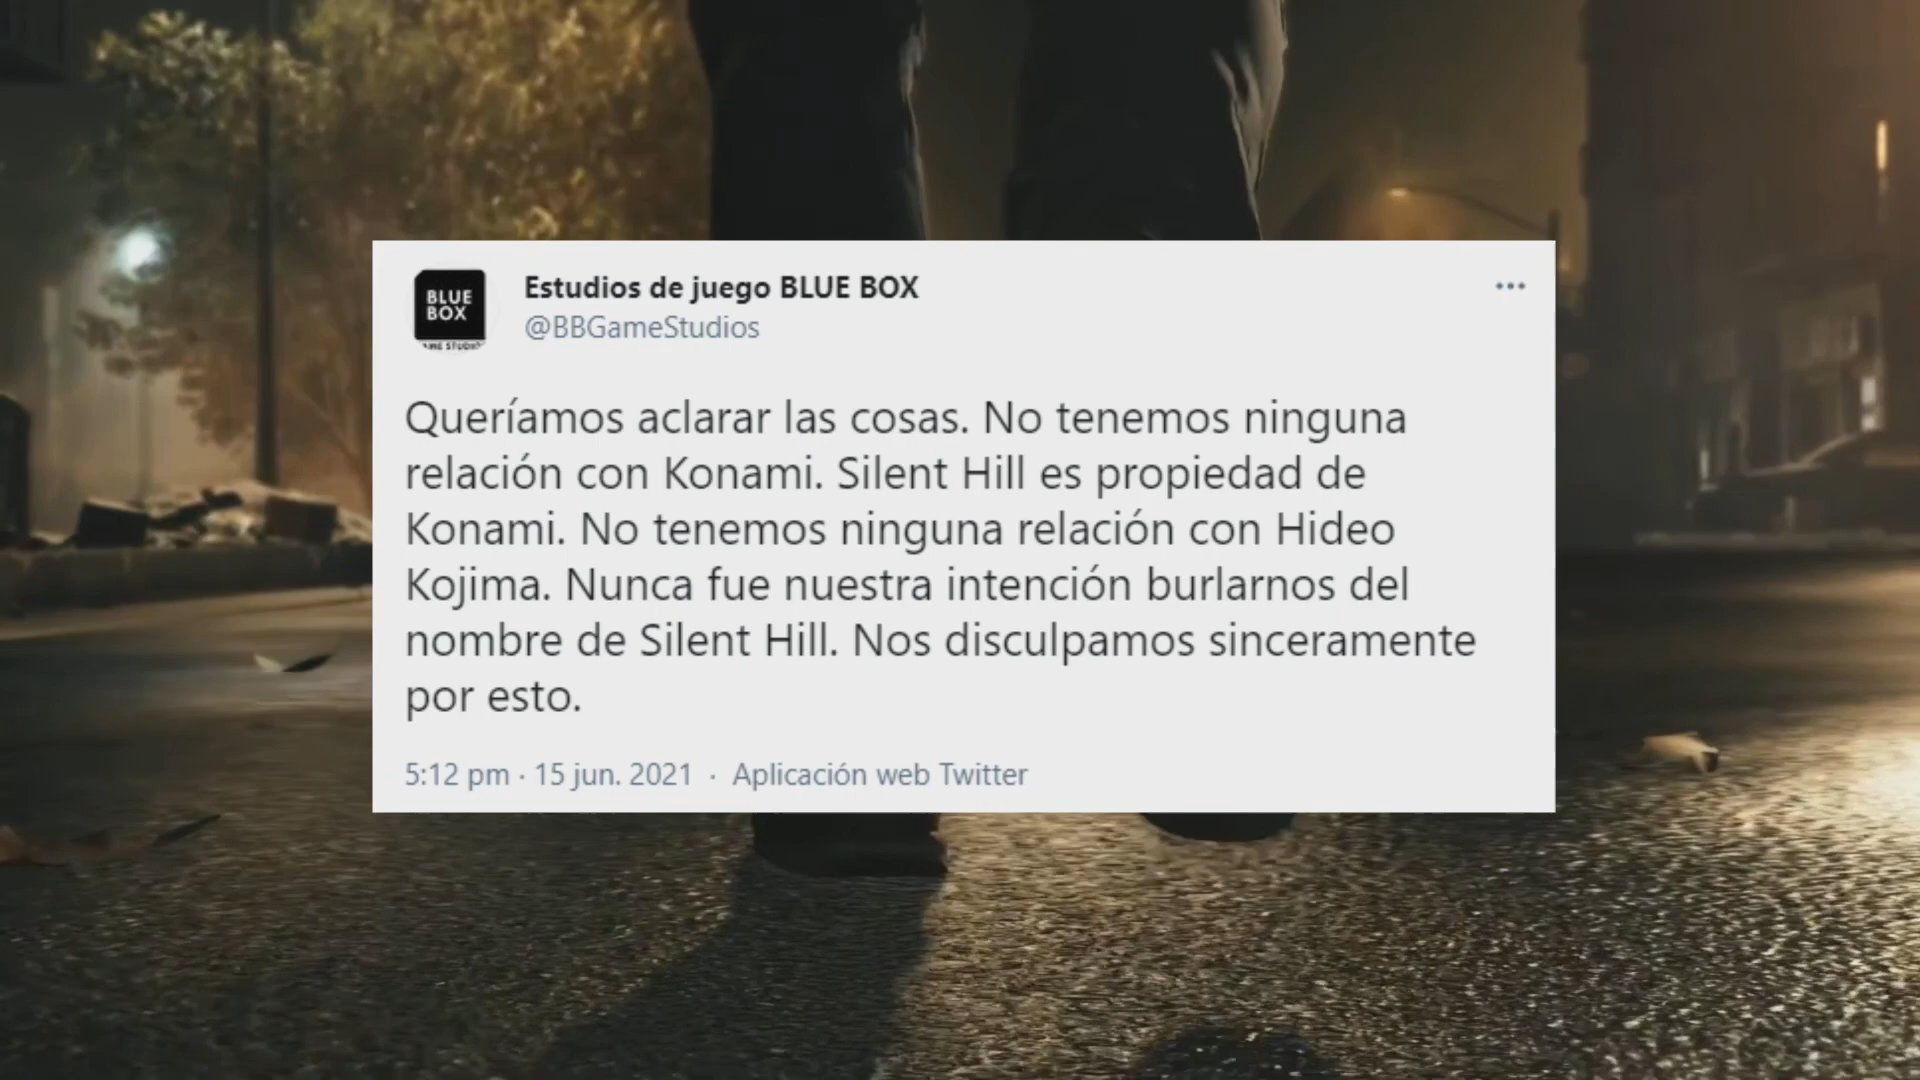 BLUE
BOX
Estudios de juego BLUE BOX
@BBGameStudios
Queríamos aclarar las cosas. No tenemos ninguna
relación con Konami. Silent Hill es propiedad de
Konami. No tenemos ninguna relación con Hideo
Kojima. Nunca fue nuestra intención burlarnos del
nombre de Silent Hill. Nos disculpamos sinceramente
por esto.
5:12 pm · 15 jun. 2021 · Aplicación web Twitter